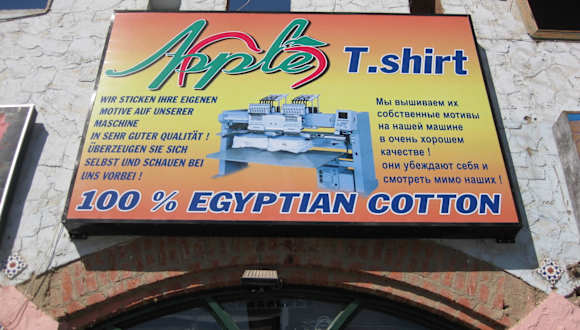 Apple T.shirt
WIR STICKEN IHRE EIGENEN
MOTIVE AUF UNSERER
MASCHINE
IN SEHR GUTER QUALITÄT !
ÜBERZEUGEN SIE SICH
SELBST UND SCHAUEN BEI
UNS VORBEI !
Мы вышиваем их
собственные мотивы
на нашей машине
в очень хорошем
качестве !
они убеждают себя и
смотреть мимо наших !
100 % EGYPTIAN COTTON